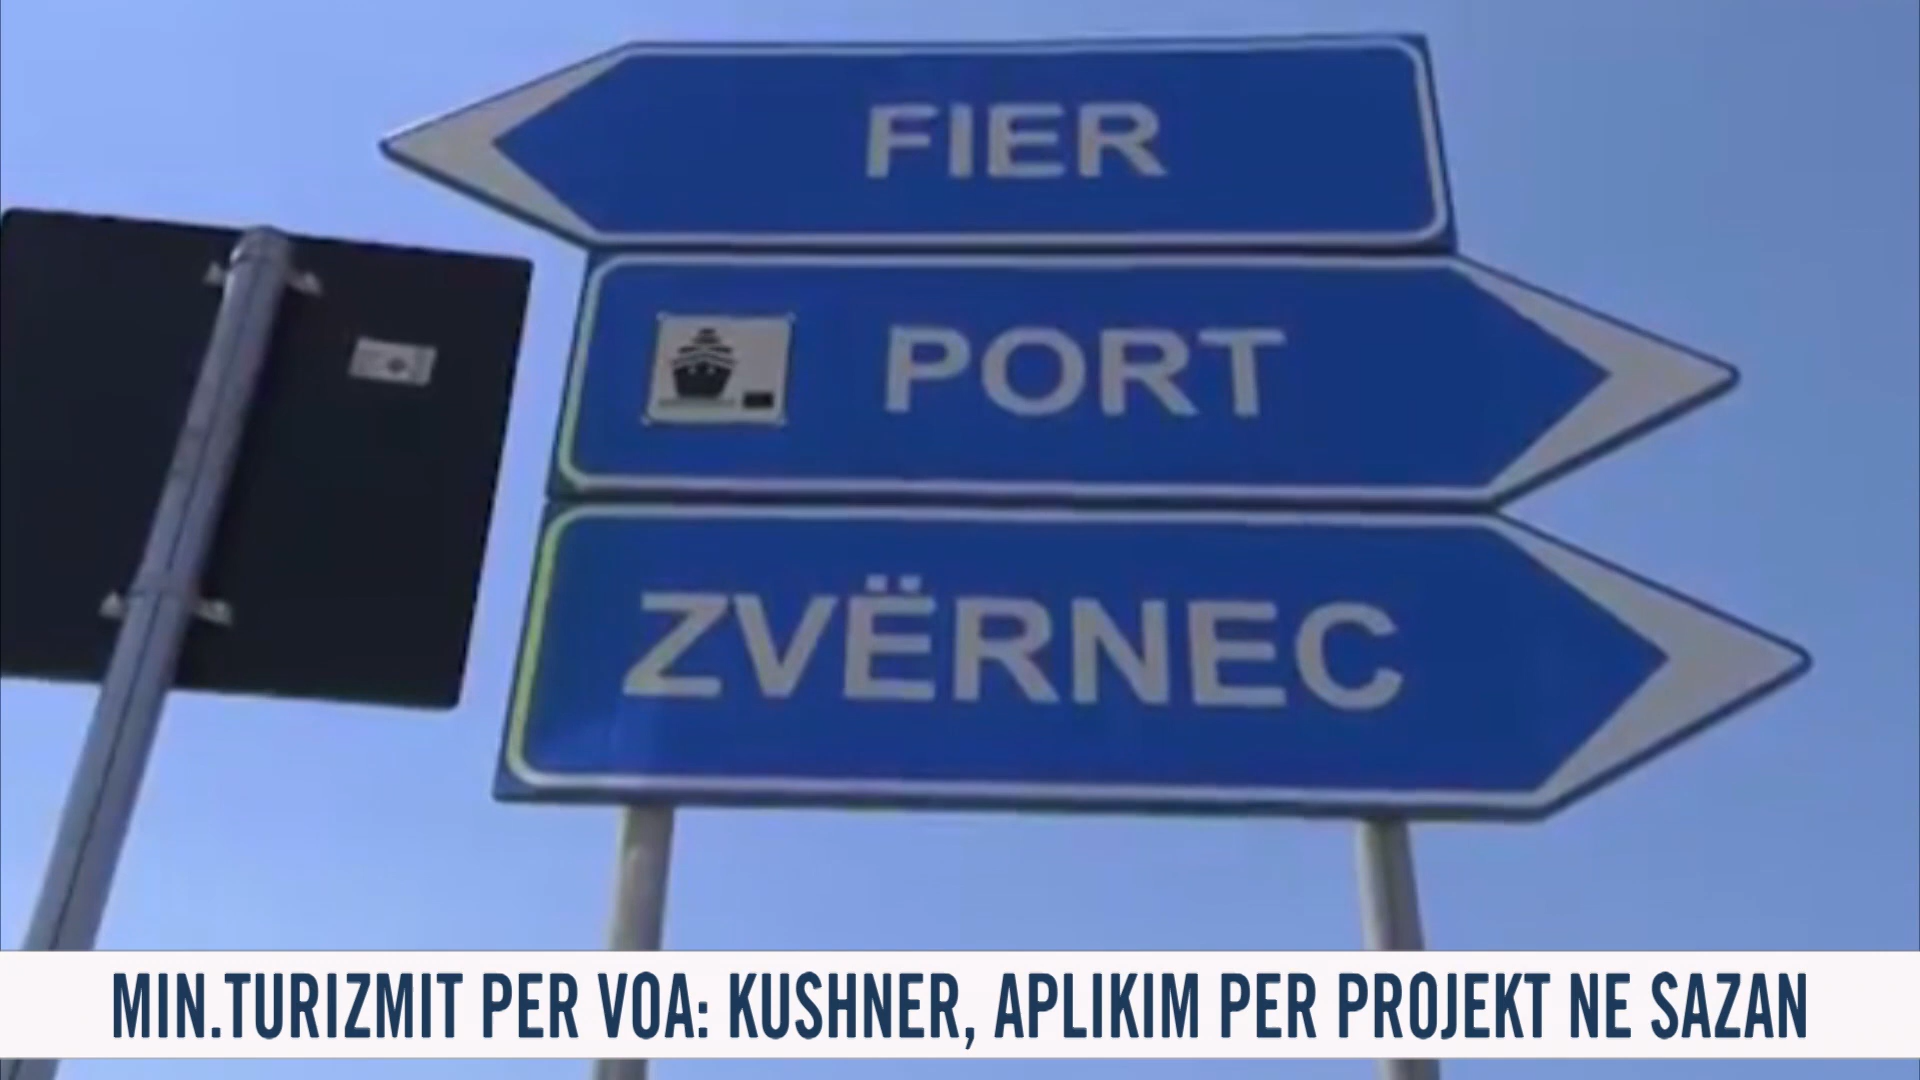 FIER
PORT
ZVËRNEC
MIN.TURIZMIT PER VOA: KUSHNER, APLIKIM PER PROJEKT NE SAZAN